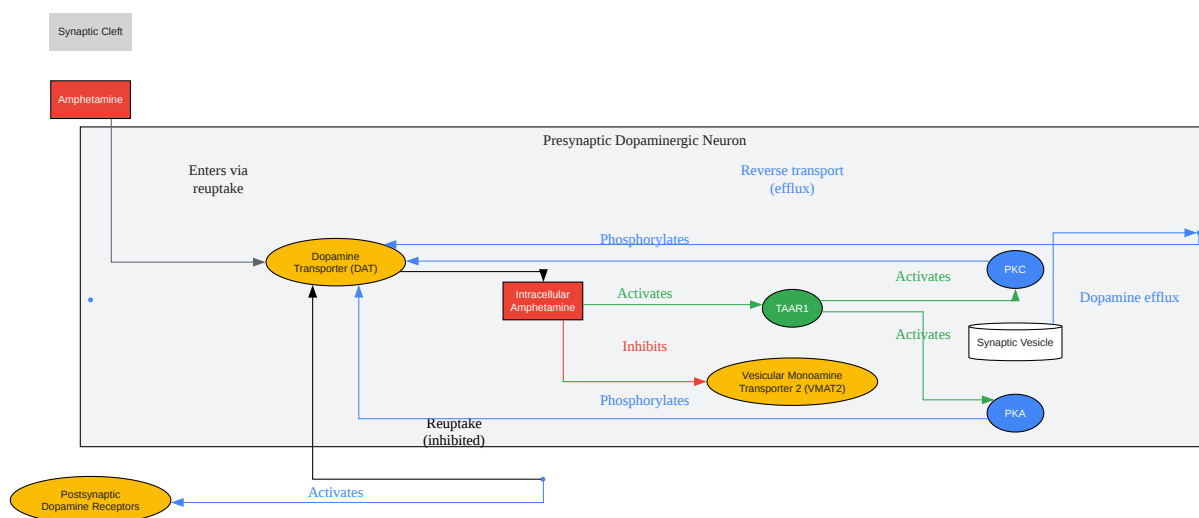 Synaptic Cleft
Amphetamine
Presynaptic Dopaminergic Neuron
Enters via
reuptake
Reverse transport
(efflux)
Phosphorylates
Dopamine
Transporter (DAT)
PKC
Activates
Intracellular
Amphetamine
Activates
TAAR1
Dopamine efflux
Activates
Synaptic Vesicle
Inhibits
Vesicular Monoamine
Transporter 2 (VMAT2)
Phosphorylates
PKA
Reuptake
(inhibited)
Postsynaptic
Dopamine Receptors
Activates